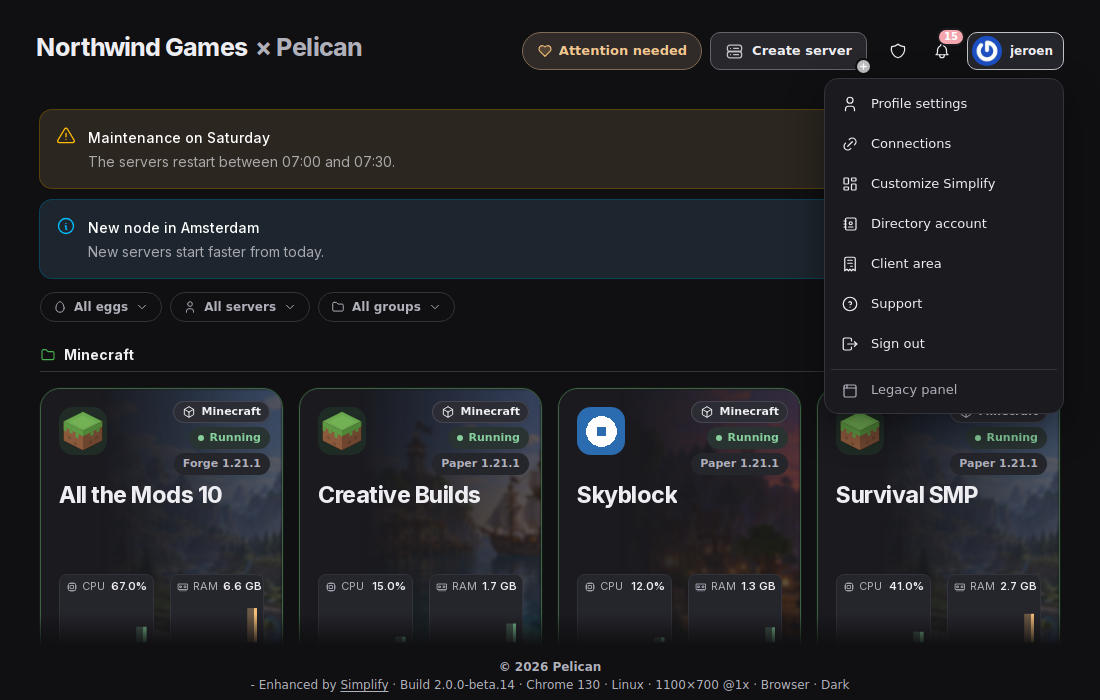 Northwind Games × Pelican
Attention needed
Create server
15
jeroen
Profile settings
Connections
Customize Simplify
Directory account
Client area
Support
Sign out
Legacy panel
Maintenance on Saturday
The servers restart between 07:00 and 07:30.
New node in Amsterdam
New servers start faster from today.
All eggs
All servers
All groups
Minecraft
Minecraft
Running
Forge 1.21.1
All the Mods 10
CPU 67.0%
RAM 6.6 GB
Minecraft
Running
Paper 1.21.1
Creative Builds
CPU 15.0%
RAM 1.7 GB
Minecraft
Running
Paper 1.21.1
Skyblock
CPU 12.0%
RAM 1.3 GB
Minecraft
Running
Paper 1.21.1
Survival SMP
CPU 41.0%
RAM 2.7 GB
© 2026 Pelican
- Enhanced by Simplify · Build 2.0.0-beta.14 · Chrome 130 · Linux · 1100×700 @1x · Browser · Dark